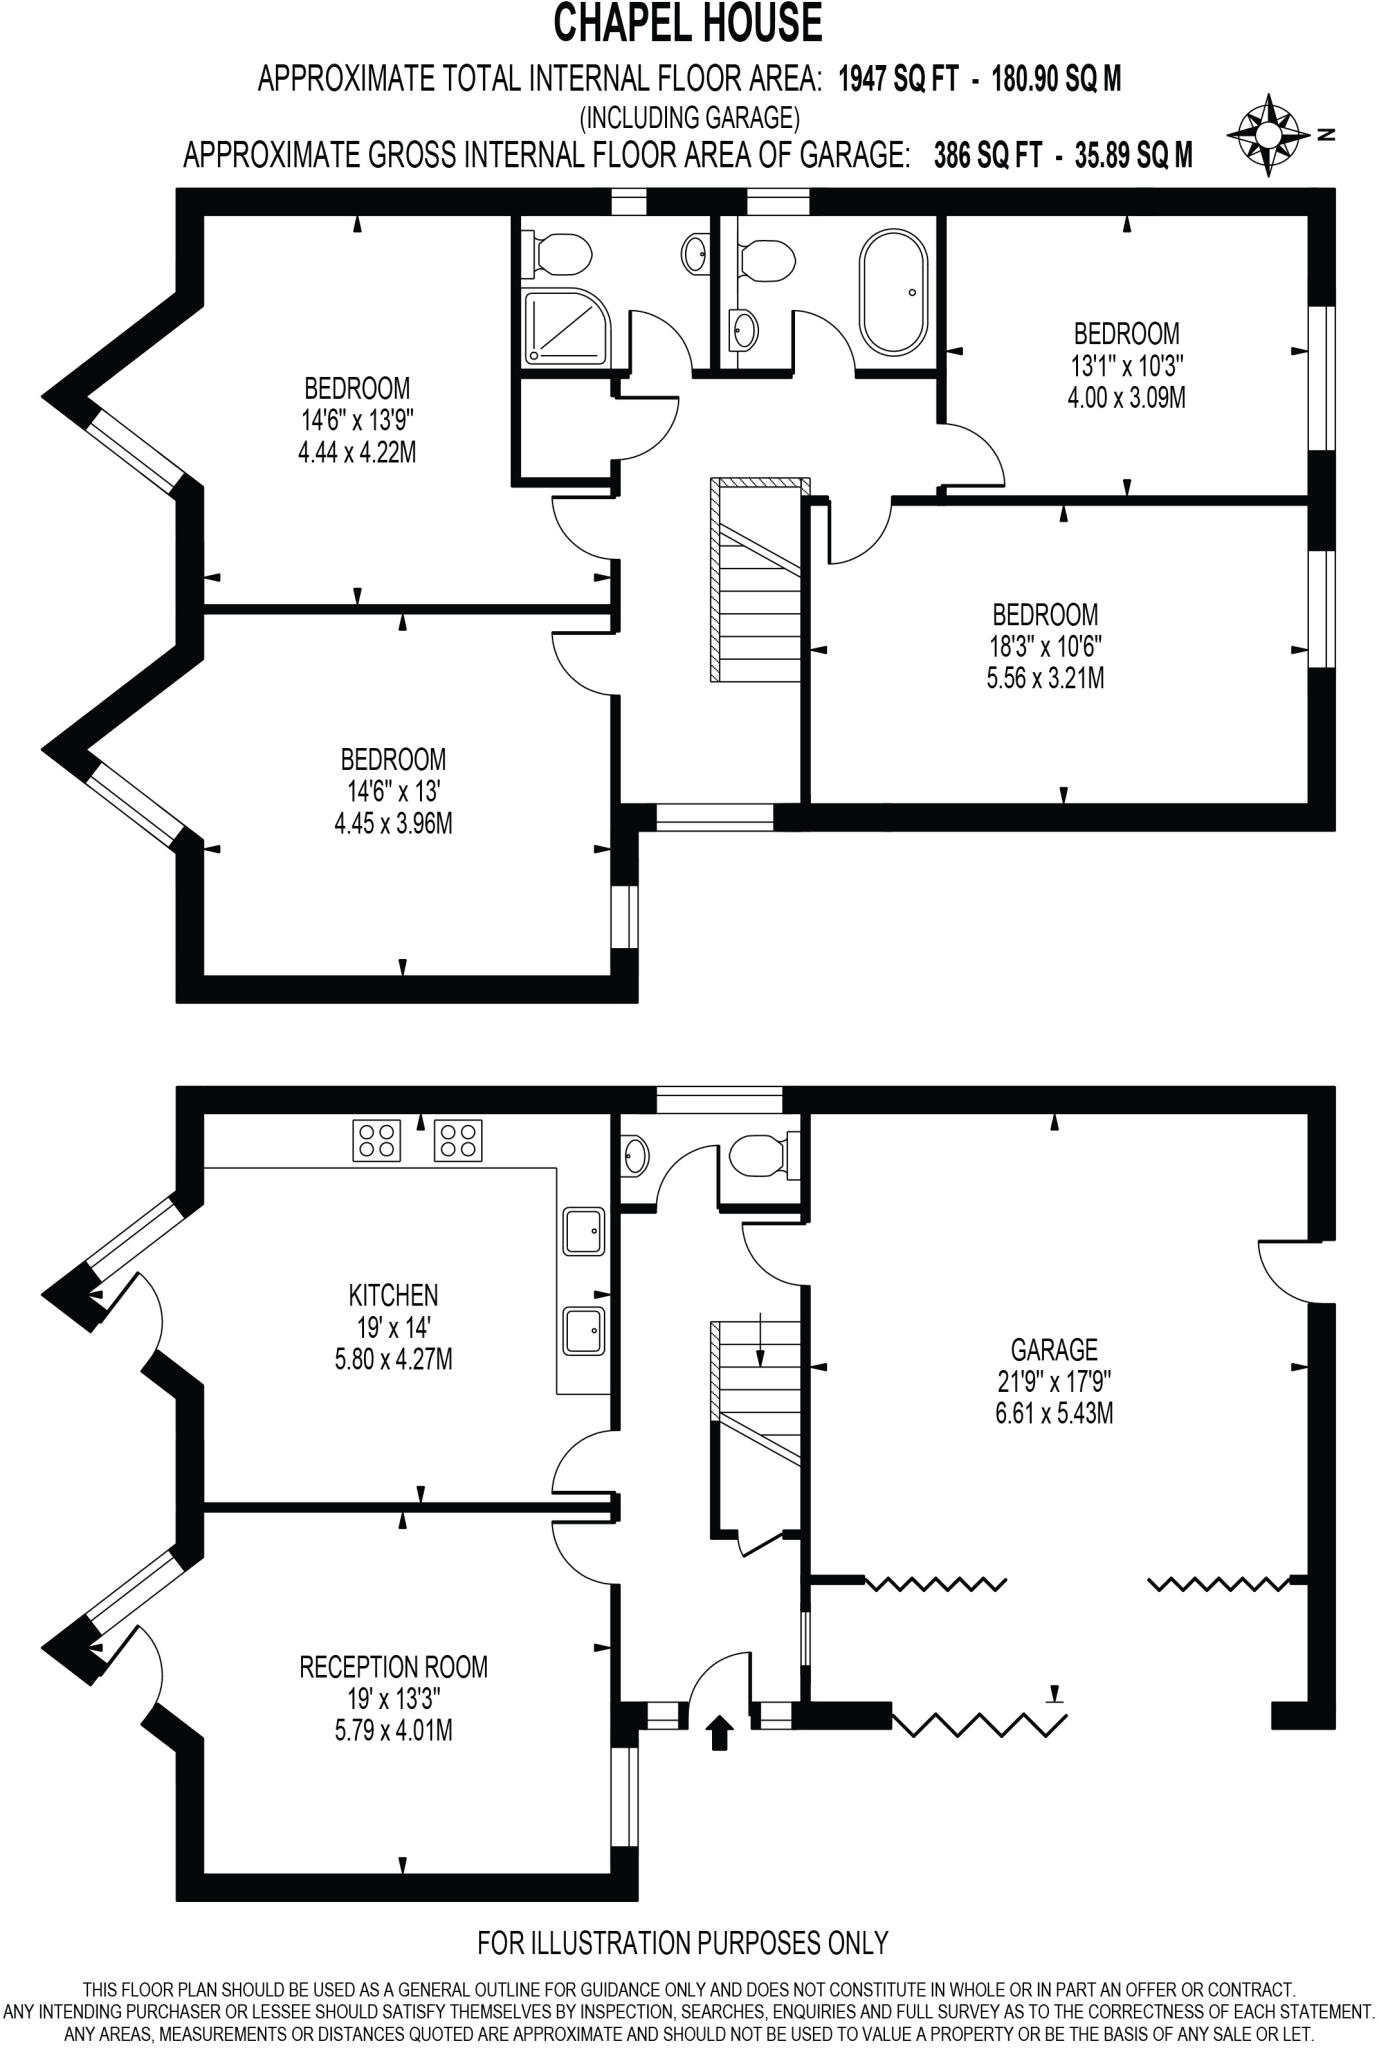 CHAPEL HOUSE
APPROXIMATE TOTAL INTERNAL FLOOR AREA: 1947 SQ FT - 180.90 SQ M
(INCLUDING GARAGE)
APPROXIMATE GROSS INTERNAL FLOOR AREA OF GARAGE: 386 SQ FT - 35.89 SQ M
N
BEDROOM
14'6" x 13'9"
4.44 x 4.22M
BEDROOM
13'1" x 10'3"
4.00 x 3.09M
BEDROOM
18'3" x 10'6"
5.56 x 3.21M
BEDROOM
14'6" x 13'
4.45 x 3.96M
KITCHEN
19' x 14'
5.80 x 4.27M
GARAGE
21'9" x 17'9"
6.61 x 5.43M
RECEPTION ROOM
19' x 13'3"
5.79 x 4.01M
FOR ILLUSTRATION PURPOSES ONLY
THIS FLOOR PLAN SHOULD BE USED AS A GENERAL OUTLINE FOR GUIDANCE ONLY AND DOES NOT CONSTITUTE IN WHOLE OR IN PART AN OFFER OR CONTRACT.
ANY INTENDING PURCHASER OR LESSEE SHOULD SATISFY THEMSELVES BY INSPECTION, SEARCHES, ENQUIRIES AND FULL SURVEY AS TO THE CORRECTNESS OF EACH STATEMENT.
ANY AREAS, MEASUREMENTS OR DISTANCES QUOTED ARE APPROXIMATE AND SHOULD NOT BE USED TO VALUE A PROPERTY OR BE THE BASIS OF ANY SALE OR LET.